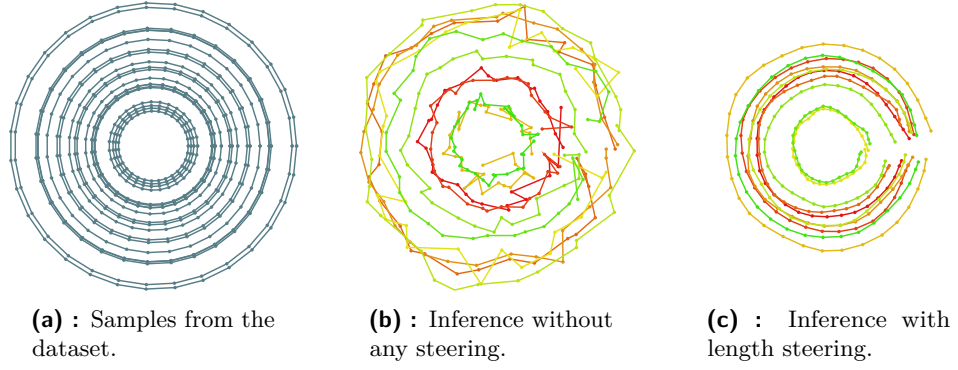 (a) : Samples from the
dataset.
(b) : Inference without
any steering.
(c) : Inference with
length steering.